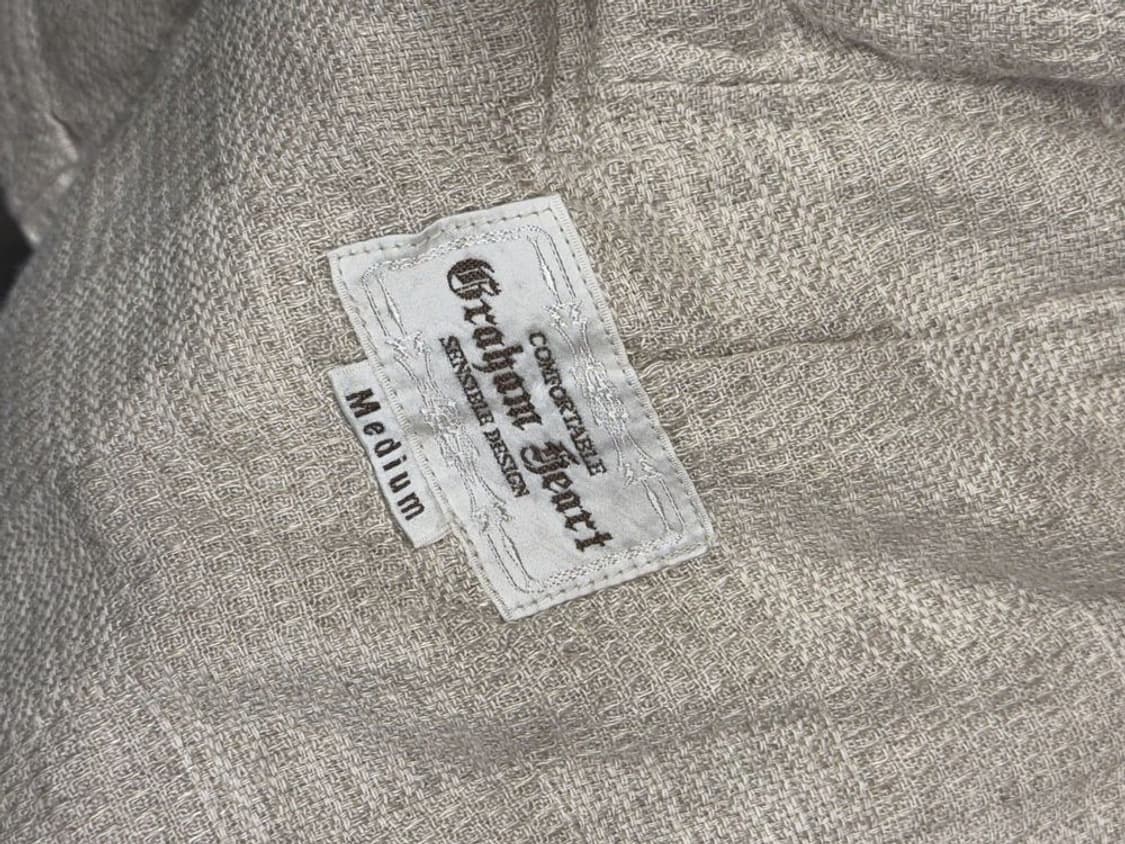 COMFORTABLE
Graham Heart
SENSIBLE DESIGN
Medium